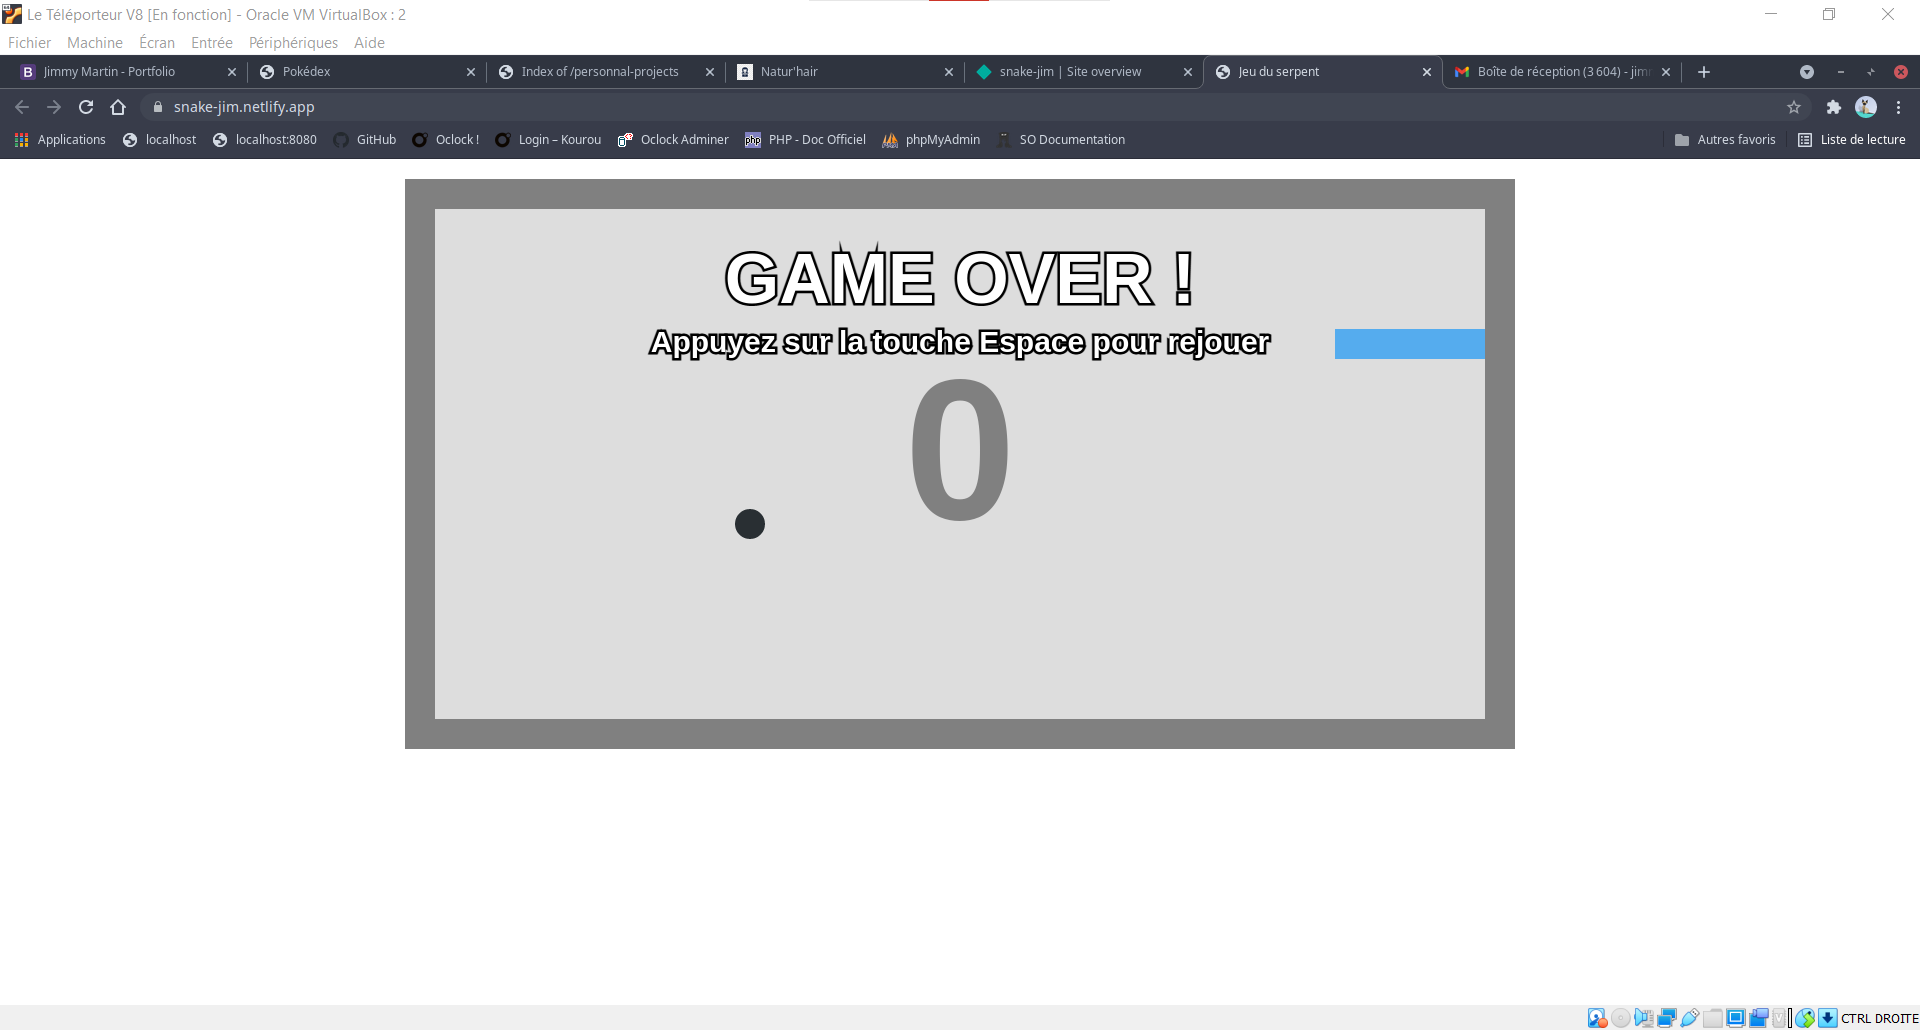 Le Téléporteur V8 [En fonction] - Oracle VM VirtualBox : 2
Fichier Machine Écran Entrée Périphériques Aide
B Jimmy Martin - Portfolio Pokédex Index of /personnal-projects Natur'hair snake-jim | Site overview Jeu du serpent Boîte de réception (3 604) - jim
snake-jim.netlify.app
Applications localhost localhost:8080 GitHub Oclock ! Login – Kourou Oclock Adminer php PHP - Doc Officiel phpMyAdmin SO Documentation Autres favoris Liste de lecture
GAME OVER !
Appuyez sur la touche Espace pour rejouer
0
CTRL DROITE